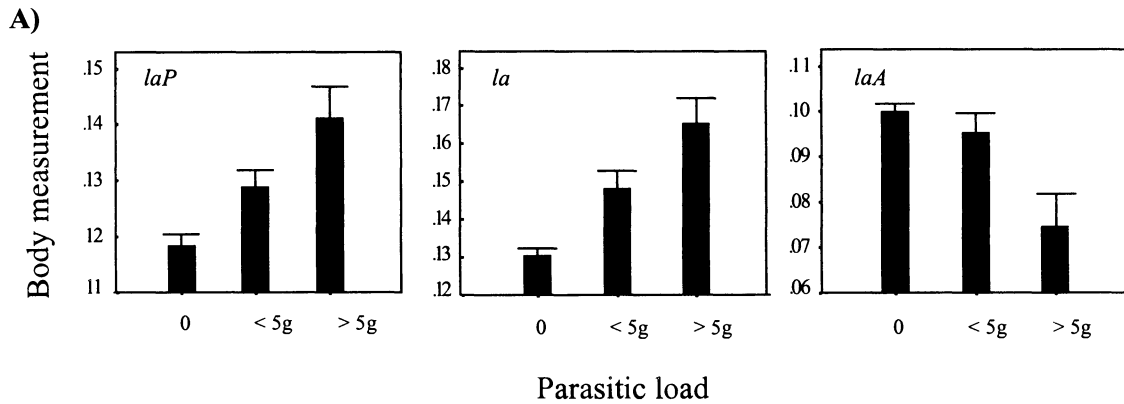 A)
Body measurement
laP
.15
.14
.13
.12
.11
0 < 5g > 5g
la
.18
.17
.16
.15
.14
.13
.12
0 < 5g > 5g
laA
.11
.10
.09
.08
.07
.06
0 < 5g > 5g
Parasitic load